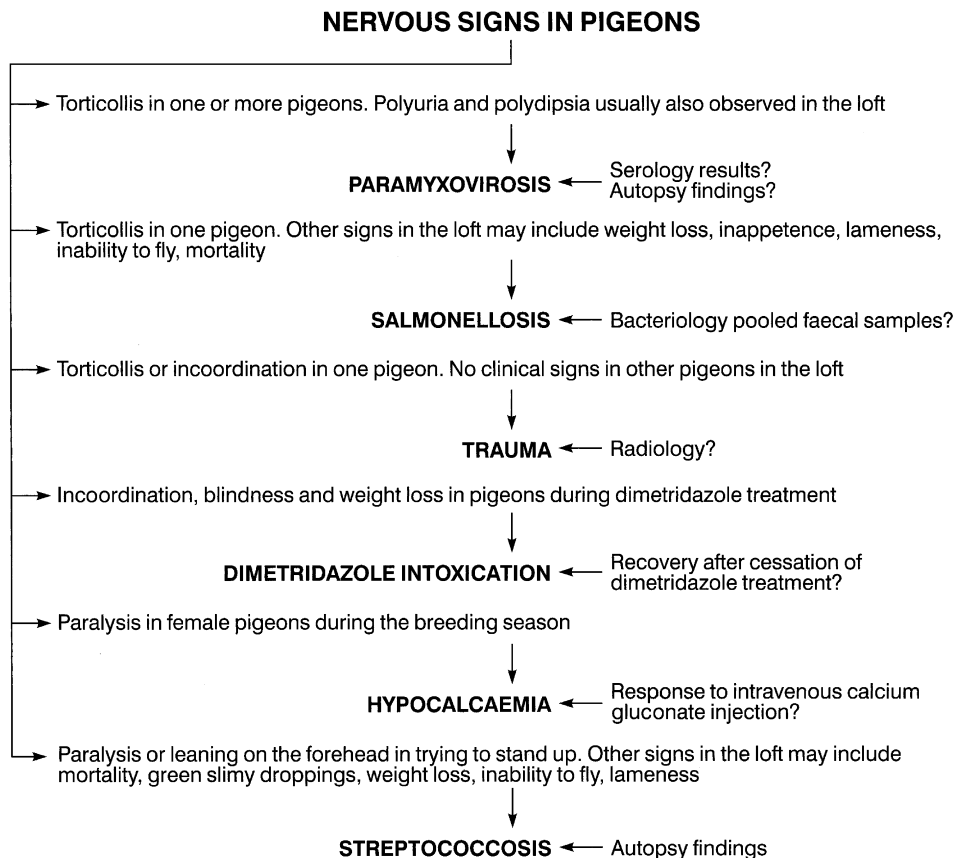 NERVOUS SIGNS IN PIGEONS
Torticollis in one or more pigeons. Polyuria and polydipsia usually also observed in the loft
PARAMYXOVIROSIS
Serology results?
Autopsy findings?
Torticollis in one pigeon. Other signs in the loft may include weight loss, inappetence, lameness,
inability to fly, mortality
SALMONELLOSIS
Bacteriology pooled faecal samples?
Torticollis or incoordination in one pigeon. No clinical signs in other pigeons in the loft
TRAUMA
Radiology?
Incoordination, blindness and weight loss in pigeons during dimetridazole treatment
DIMETRIDAZOLE INTOXICATION
Recovery after cessation of
dimetridazole treatment?
Paralysis in female pigeons during the breeding season
HYPOCALCAEMIA
Response to intravenous calcium
gluconate injection?
Paralysis or leaning on the forehead in trying to stand up. Other signs in the loft may include
mortality, green slimy droppings, weight loss, inability to fly, lameness
STREPTOCOCCOSIS
Autopsy findings